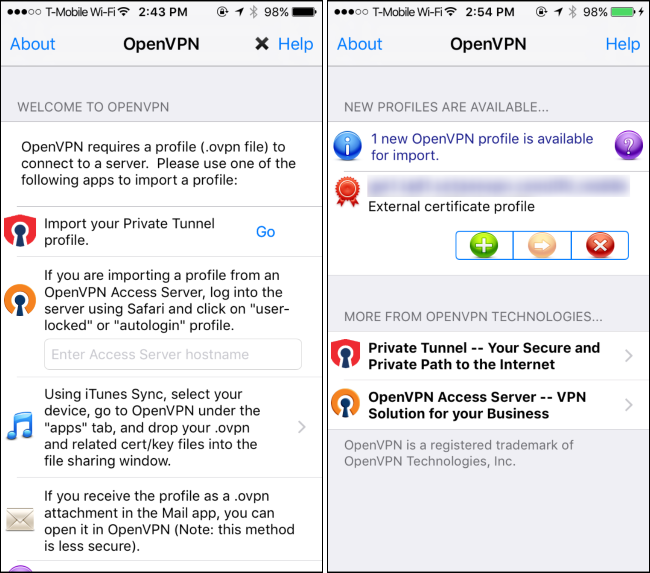 T-Mobile Wi-Fi 2:43 PM 98%
About OpenVPN Help
WELCOME TO OPENVPN
OpenVPN requires a profile (.ovpn file) to
connect to a server. Please use one of the
following apps to import a profile:
Import your Private Tunnel
profile.
Go
If you are importing a profile from an
OpenVPN Access Server, log into the
server using Safari and click on "user-
locked" or "autologin" profile.
Enter Access Server hostname
Using iTunes Sync, select your
device, go to OpenVPN under the
"apps" tab, and drop your .ovpn
and related cert/key files into the
file sharing window.
If you receive the profile as a .ovpn
attachment in the Mail app, you can
open it in OpenVPN (Note: this method
is less secure).
T-Mobile Wi-Fi 2:54 PM 98%
About OpenVPN Help
NEW PROFILES ARE AVAILABLE...
1 new OpenVPN profile is available
for import.
External certificate profile
MORE FROM OPENVPN TECHNOLOGIES...
Private Tunnel -- Your Secure and
Private Path to the Internet
OpenVPN Access Server -- VPN
Solution for your Business
OpenVPN is a registered trademark of
OpenVPN Technologies, Inc.